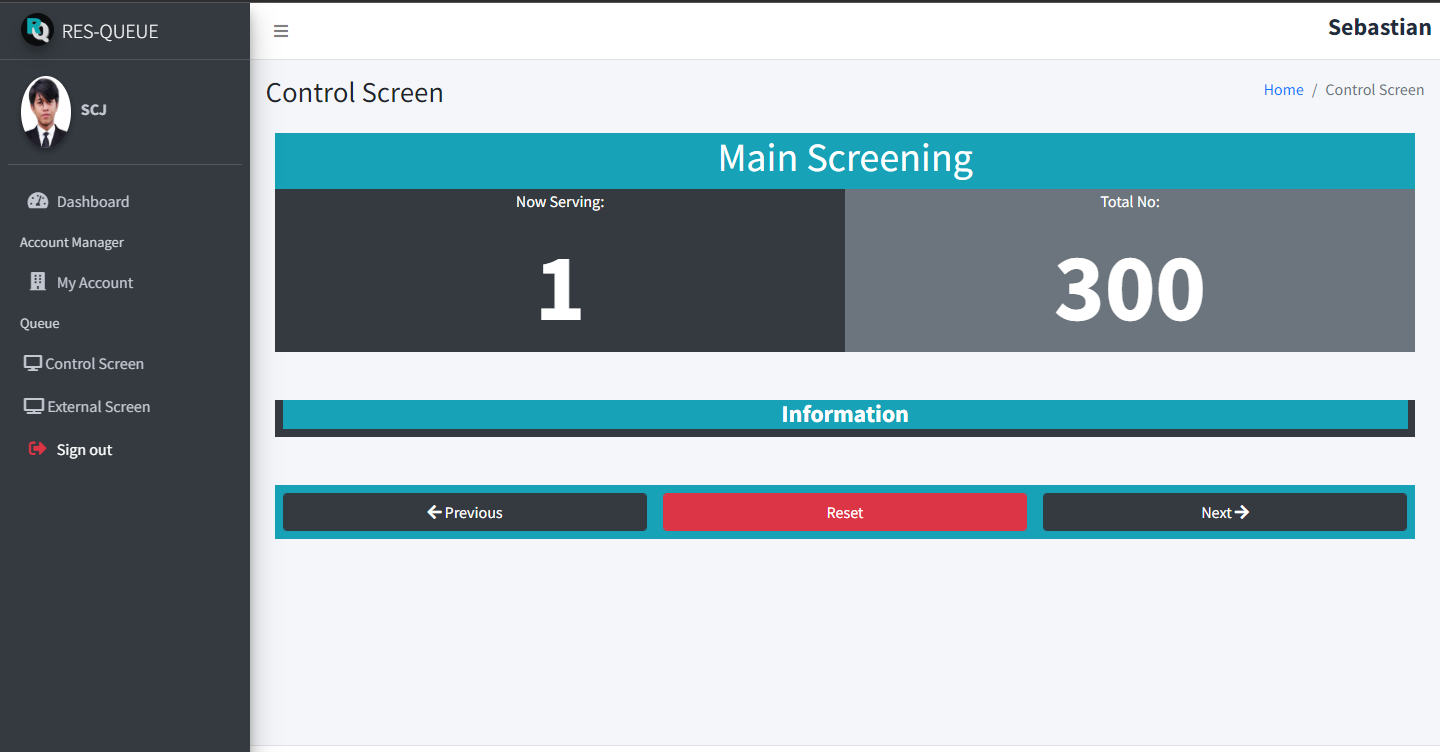 RES-QUEUE
Sebastian
SCJ
Dashboard
Account Manager
My Account
Queue
Control Screen
External Screen
Sign out
Control Screen
Home / Control Screen
Main Screening
Now Serving:
1
Total No:
300
Information
Previous
Reset
Next